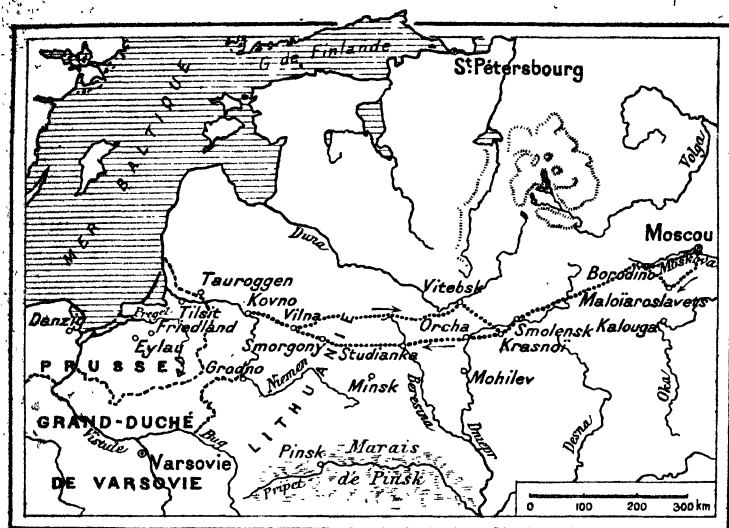 G. de Finlande
St. Pétersbourg
MER BALTIQUE
Volga
Duna
Moscou
Moskova
Borodino
Tauroggen
Kovno
Vitebsk
Maloïaroslavets
Danzig
Pregel
Tilsit
Vilna
Friedland
Orcha
Smolensk
Kalouga
Eylau
Smorgony
Studianka
Krasnoï
PRUSSE
Grodno
Niemen
LITHUANIE
Minsk
Beresina
Mohilev
Dniepr
Desna
Oka
GRAND-DUCHÉ
Vistule
Bug
Varsovie
DE VARSOVIE
Pinsk
Marais
de Pinsk
Pripet
0 100 200 300 km